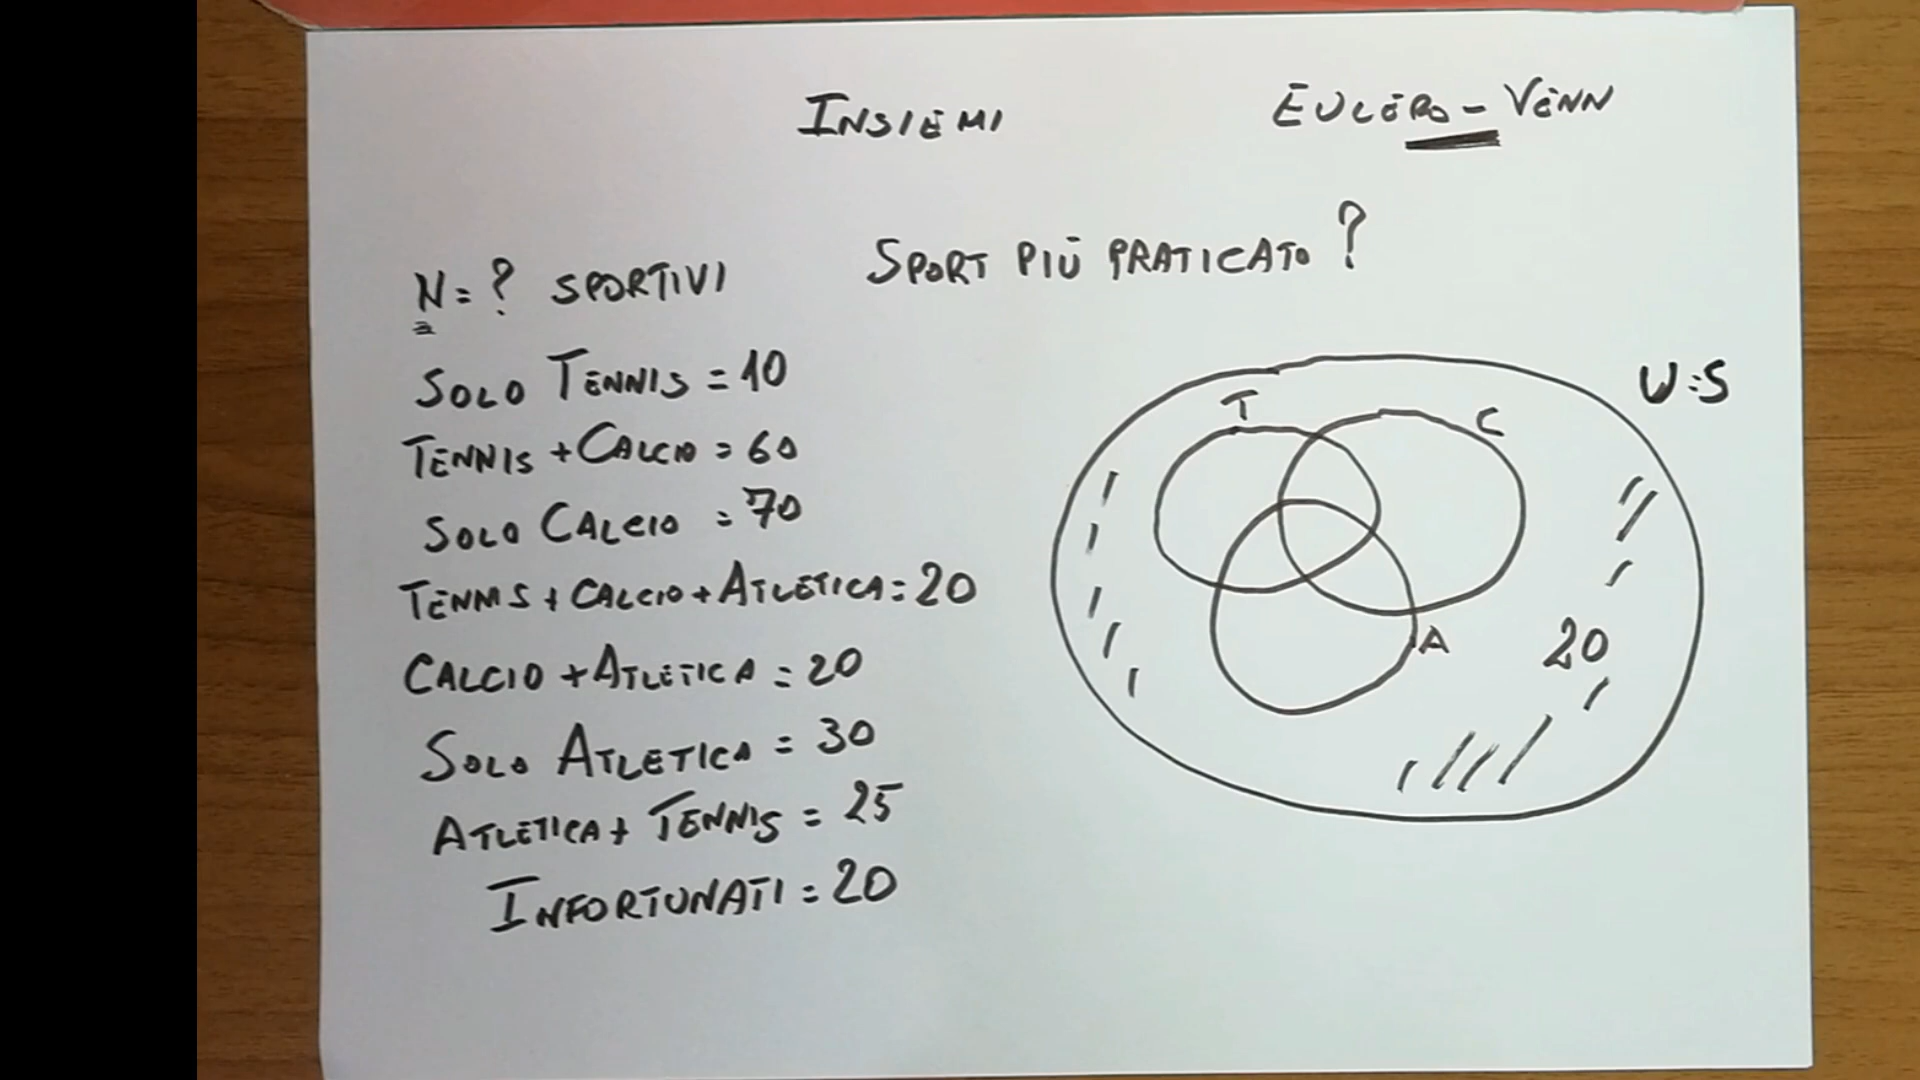 INSIEMI
EULERO - VENN
N = ? SPORTIVI
SPORT PIÙ PRATICATO ?
SOLO TENNIS = 10
TENNIS + CALCIO = 60
SOLO CALCIO = 70
TENNIS + CALCIO + ATLETICA = 20
CALCIO + ATLETICA = 20
SOLO ATLETICA = 30
ATLETICA + TENNIS = 25
INFORTUNATI = 20
U = S
T
C
A
20